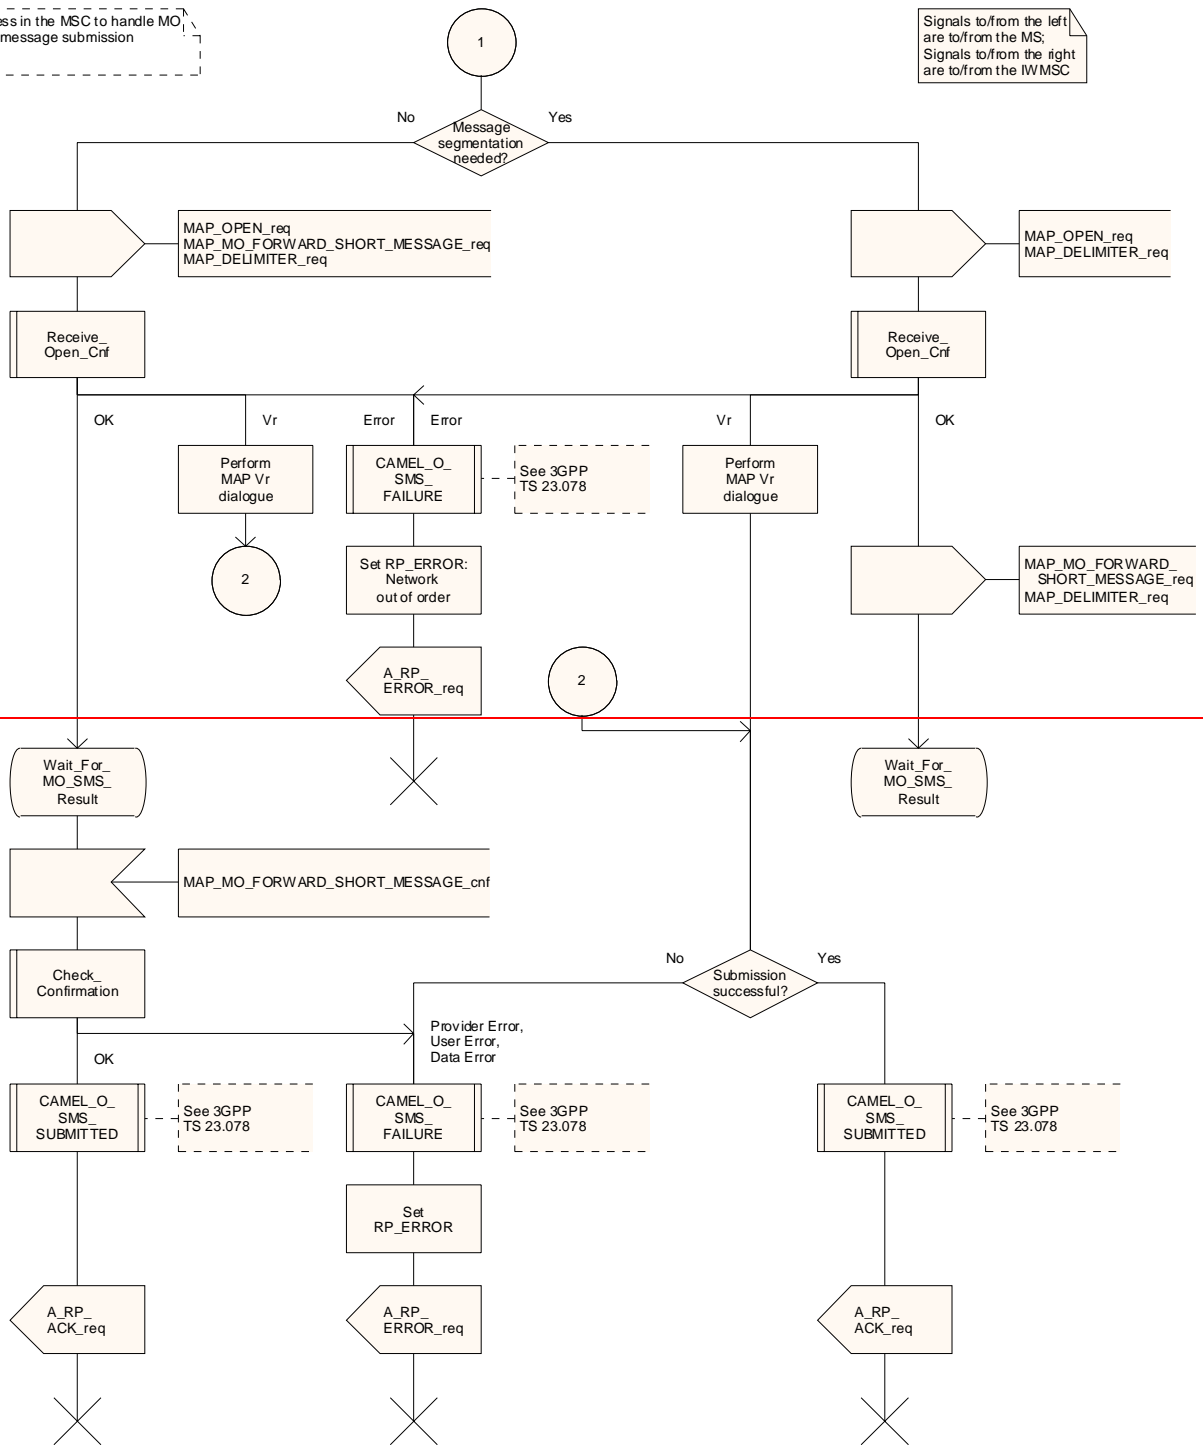 ess in the MSC to handle MO
message submission
1
Signals to/from the left
are to/from the MS;
Signals to/from the right
are to/from the IWMSC
No
Yes
Message
segmentation
needed?
MAP_OPEN_req
MAP_MO_FORWARD_SHORT_MESSAGE_req
MAP_DELIMITER_req
MAP_OPEN_req
MAP_DELIMITER_req
Receive_
Open_Cnf
Receive_
Open_Cnf
OK
Vr
Error
Error
Vr
OK
Perform
MAP Vr
dialogue
CAMEL_O_
SMS_
FAILURE
See 3GPP
TS 23.078
Perform
MAP Vr
dialogue
2
Set RP_ERROR:
Network
out of order
MAP_MO_FORWARD_
SHORT_MESSAGE_req
MAP_DELIMITER_req
A_RP_
ERROR_req
2
Wait_For_
MO_SMS_
Result
Wait_For_
MO_SMS_
Result
MAP_MO_FORWARD_SHORT_MESSAGE_cnf
Check_
Confirmation
No
Yes
Submission
successful?
Provider Error,
User Error,
Data Error
OK
CAMEL_O_
SMS_
SUBMITTED
See 3GPP
TS 23.078
CAMEL_O_
SMS_
FAILURE
See 3GPP
TS 23.078
CAMEL_O_
SMS_
SUBMITTED
See 3GPP
TS 23.078
Set
RP_ERROR
A_RP_
ACK_req
A_RP_
ERROR_req
A_RP_
ACK_req